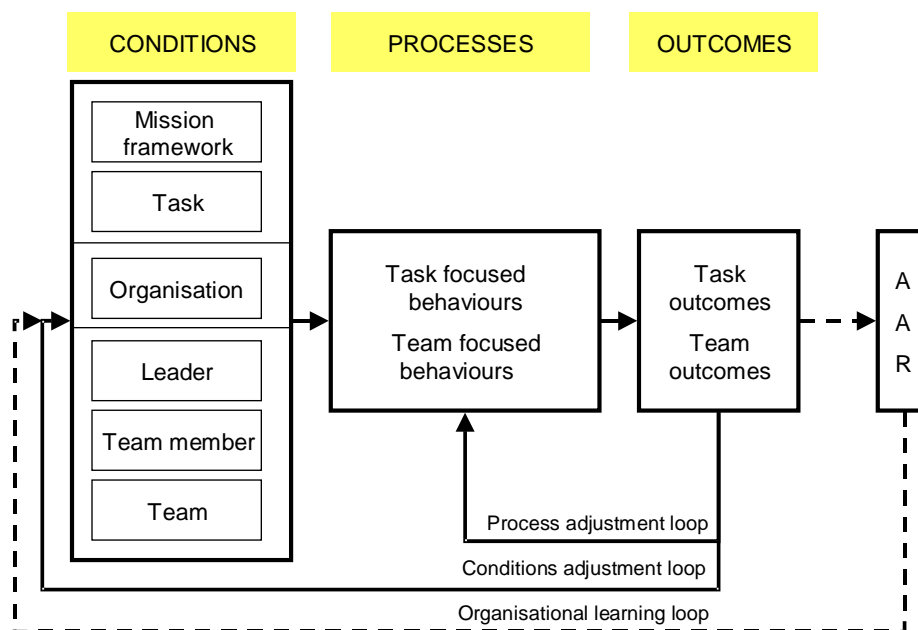 CONDITIONS
PROCESSES
OUTCOMES
Mission
framework
Task
Organisation
Leader
Team member
Team
Task focused
behaviours
Team focused
behaviours
Task
outcomes
Team
outcomes
A
A
R
Process adjustment loop
Conditions adjustment loop
Organisational learning loop